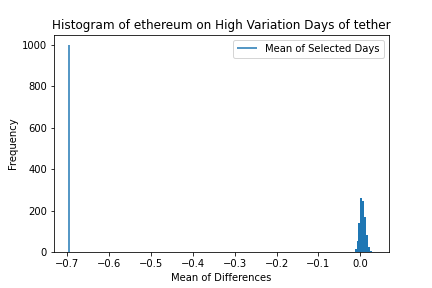 Histogram of ethereum on High Variation Days of tether
Mean of Selected Days
1000
800
600
400
200
0
Frequency
−0.7 −0.6 −0.5 −0.4 −0.3 −0.2 −0.1 0.0
Mean of Differences